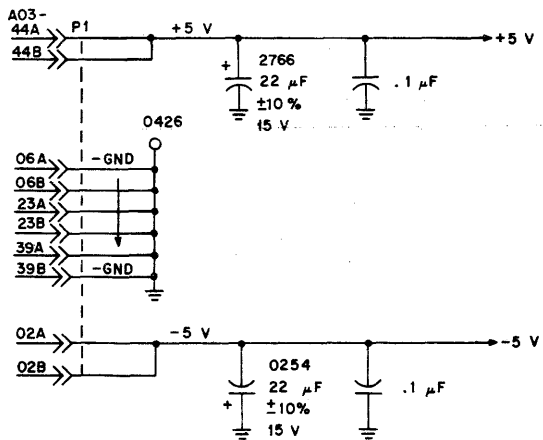 A03-
44A P1 +5 V +5 V
44B
+ 2766
22 µF .1 µF
±10%
15 V
0426
06A -GND
06B
23A
23B
39A
39B -GND
02A -5 V -5 V
02B
0254
22 µF .1 µF
+ ±10%
15 V